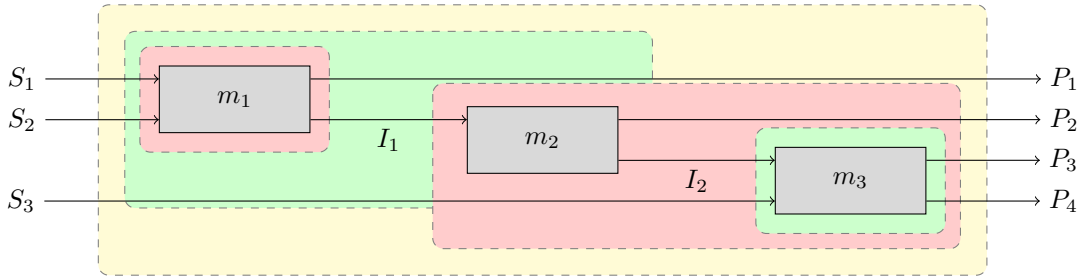 S₁ m₁ P₁
S₂ I₁ m₂ P₂
I₂ m₃ P₃
S₃ P₄